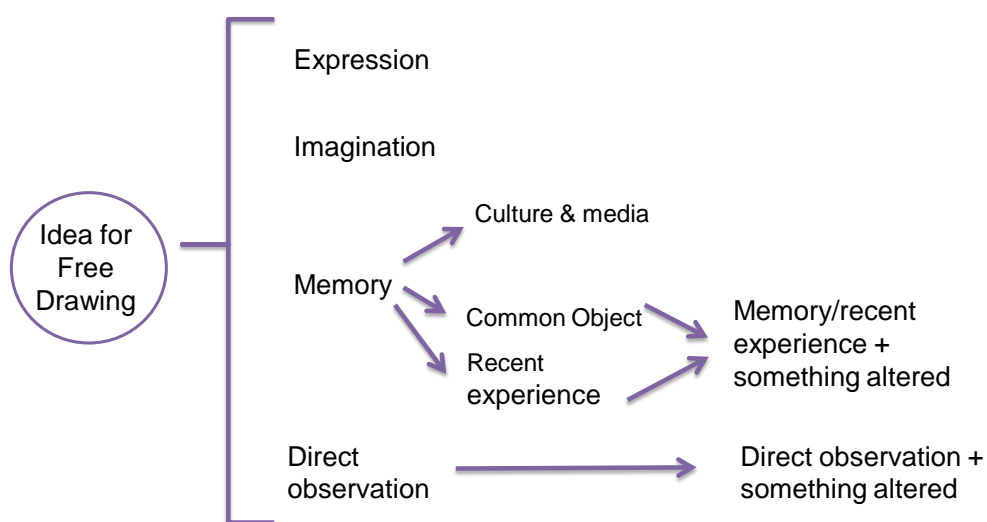 Expression
Imagination
Idea for
Free
Drawing
Culture & media
Memory
Common Object
Recent
experience
Memory/recent
experience +
something altered
Direct
observation
Direct observation +
something altered